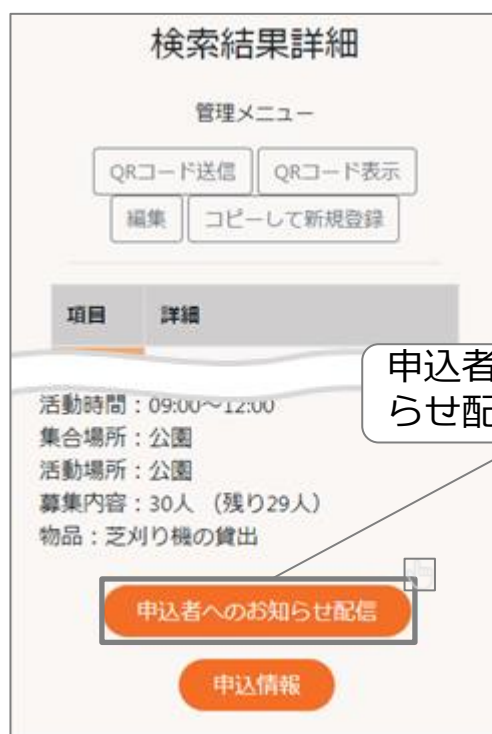 検索結果詳細
管理メニュー
QRコード送信 QRコード表示
編集 コピーして新規登録
項目 詳細
申込者
らせ配
活動時間：09:00～12:00
集合場所：公園
活動場所：公園
募集内容：30人 （残り29人）
物品：芝刈り機の貸出
申込者へのお知らせ配信
申込情報